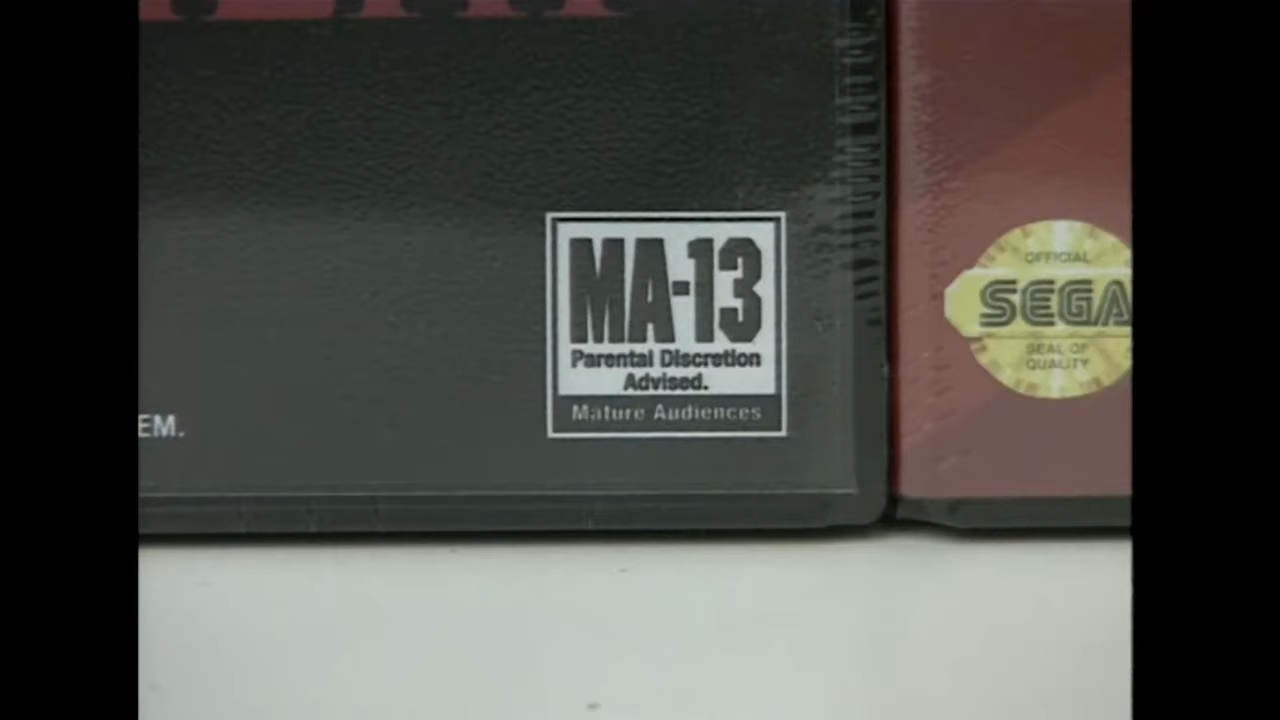 MA-13
Parental Discretion
Advised.
Mature Audiences
EM.
OFFICIAL
SEGA
SEAL OF
QUALITY